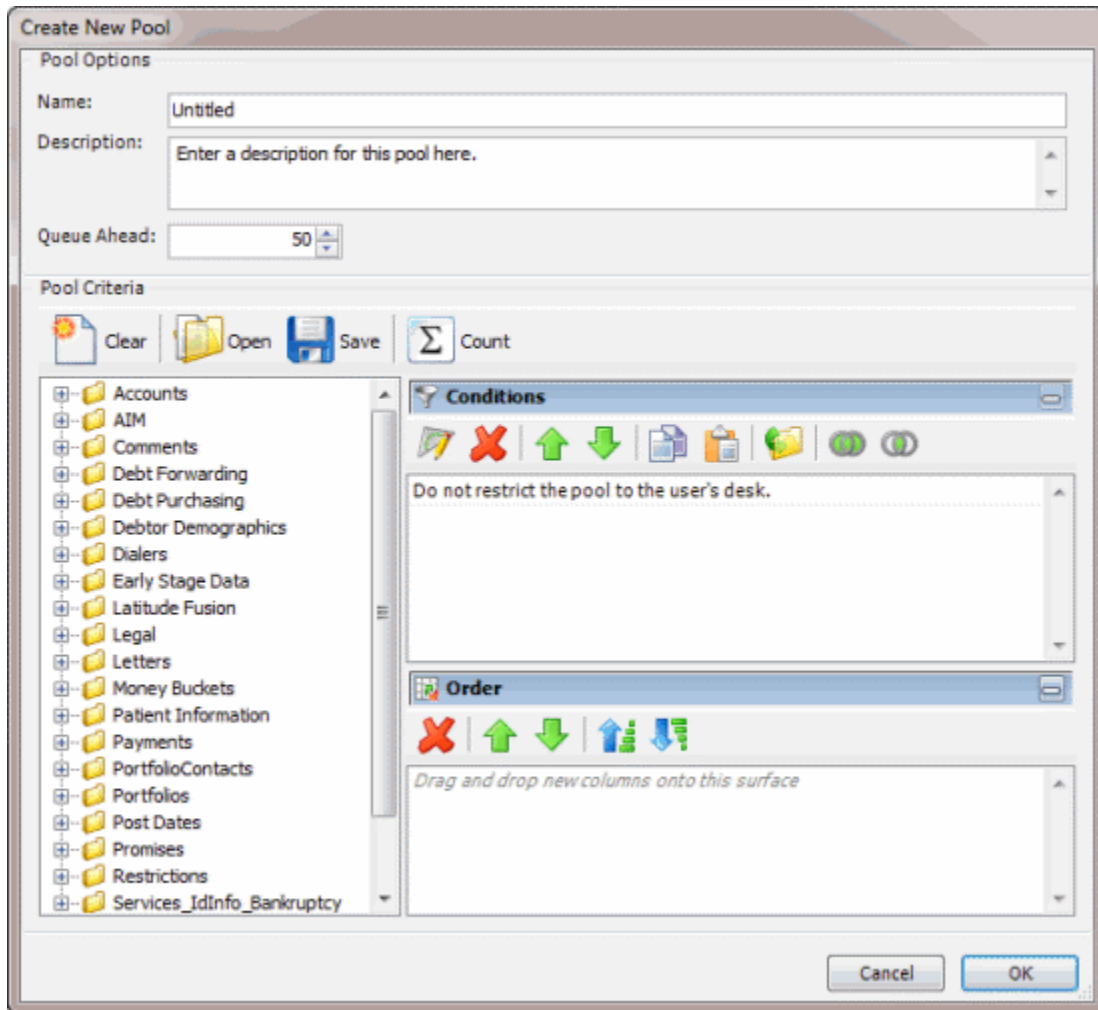 Create New Pool
Pool Options
Name:
Untitled
Description:
Enter a description for this pool here.
Queue Ahead:
50
Pool Criteria
Clear
Open
Save
Σ Count
Accounts
AIM
Comments
Debt Forwarding
Debt Purchasing
Debtor Demographics
Dialers
Early Stage Data
Latitude Fusion
Legal
Letters
Money Buckets
Patient Information
Payments
PortfolioContacts
Portfolios
Post Dates
Promises
Restrictions
Services_IdInfo_Bankruptcy
Conditions
Do not restrict the pool to the user's desk.
Order
Drag and drop new columns onto this surface
Cancel
OK